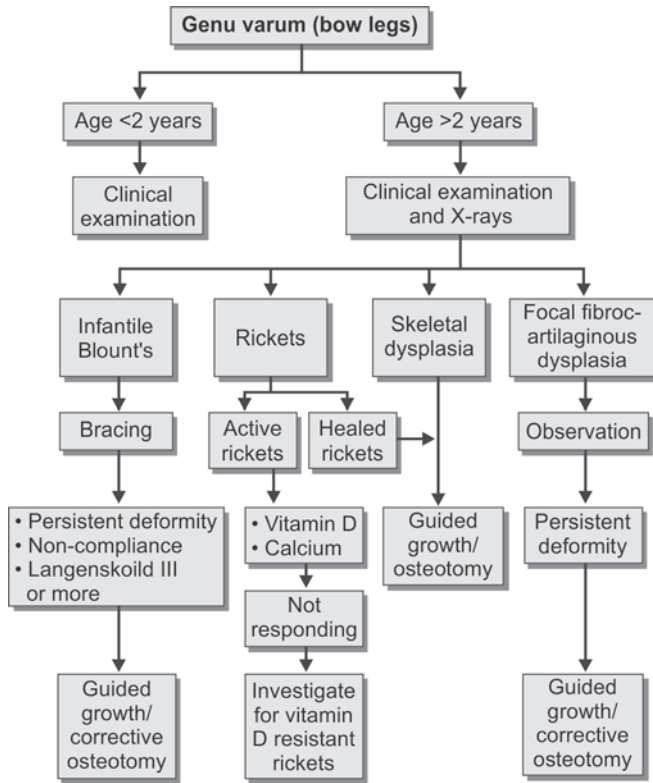 Genu varum (bow legs)
Age <2 years
Age >2 years
Clinical
examination
Clinical examination
and X-rays
Infantile
Blount's
Rickets
Skeletal
dysplasia
Focal fibroc-
artilaginous
dysplasia
Bracing
Active
rickets
Healed
rickets
Observation
• Persistent deformity
• Non-compliance
• Langenskoild III
or more
• Vitamin D
• Calcium
Guided
growth/
osteotomy
Persistent
deformity
Not
responding
Guided
growth/
corrective
osteotomy
Investigate
for vitamin
D resistant
rickets
Guided
growth/
corrective
osteotomy